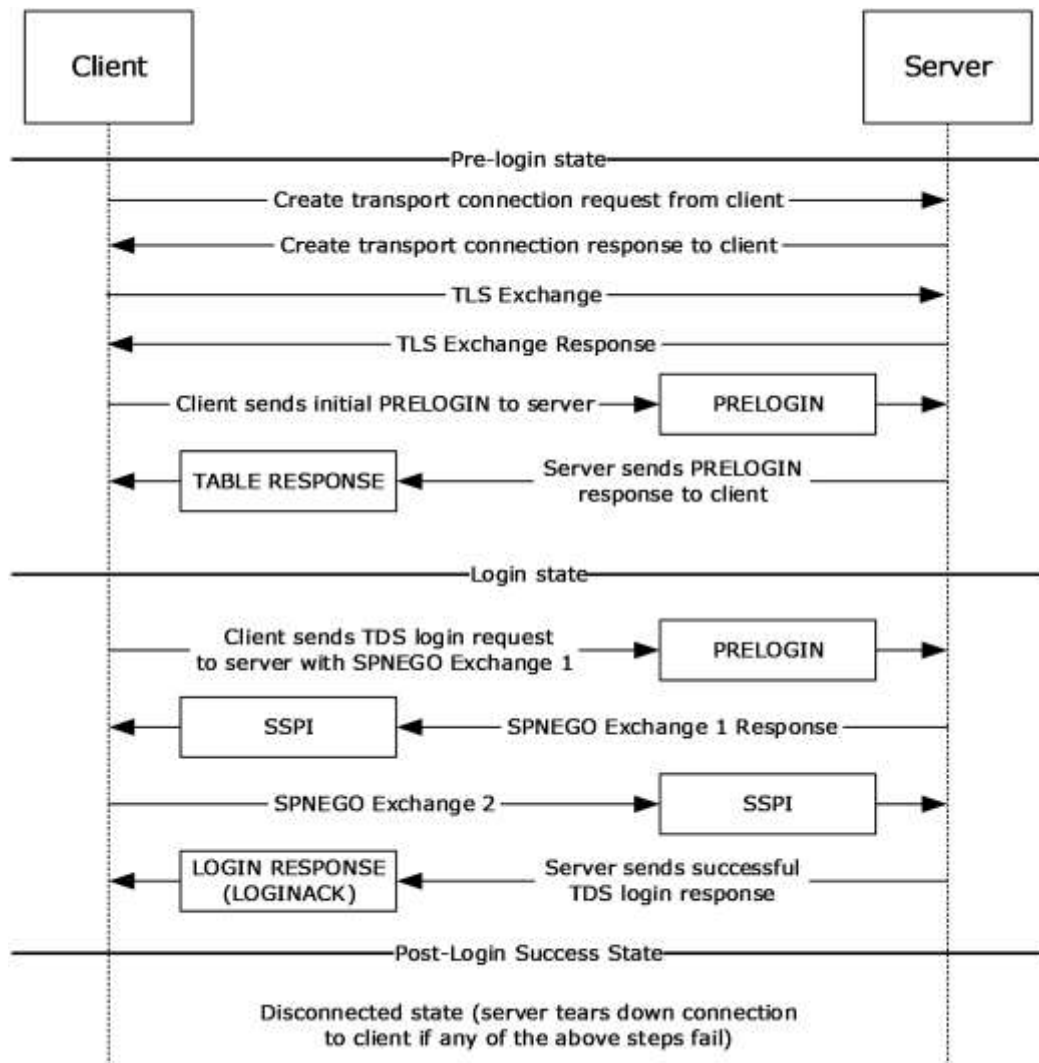 Client
Server
Pre-login state
Create transport connection request from client
Create transport connection response to client
TLS Exchange
TLS Exchange Response
Client sends initial PRELOGIN to server
PRELOGIN
TABLE RESPONSE
Server sends PRELOGIN
response to client
Login state
Client sends TDS login request
to server with SPNEGO Exchange 1
PRELOGIN
SSPI
SPNEGO Exchange 1 Response
SPNEGO Exchange 2
SSPI
LOGIN RESPONSE
(LOGINACK)
Server sends successful
TDS login response
Post-Login Success State
Disconnected state (server tears down connection
to client if any of the above steps fail)